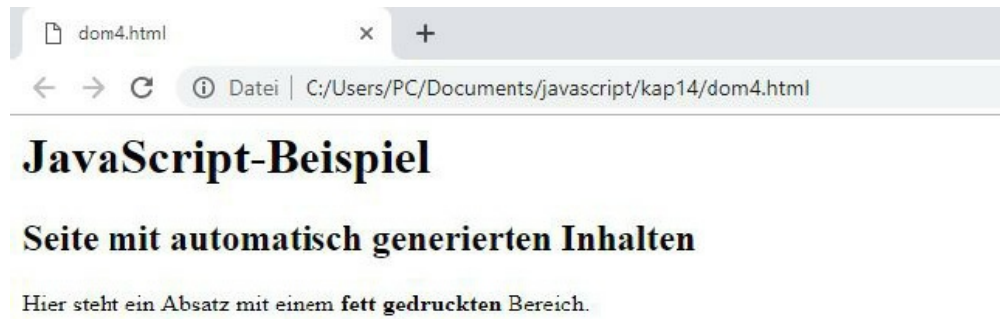 dom4.html
Datei | C:/Users/PC/Documents/javascript/kap14/dom4.html
JavaScript-Beispiel
Seite mit automatisch generierten Inhalten
Hier steht ein Absatz mit einem fett gedruckten Bereich.